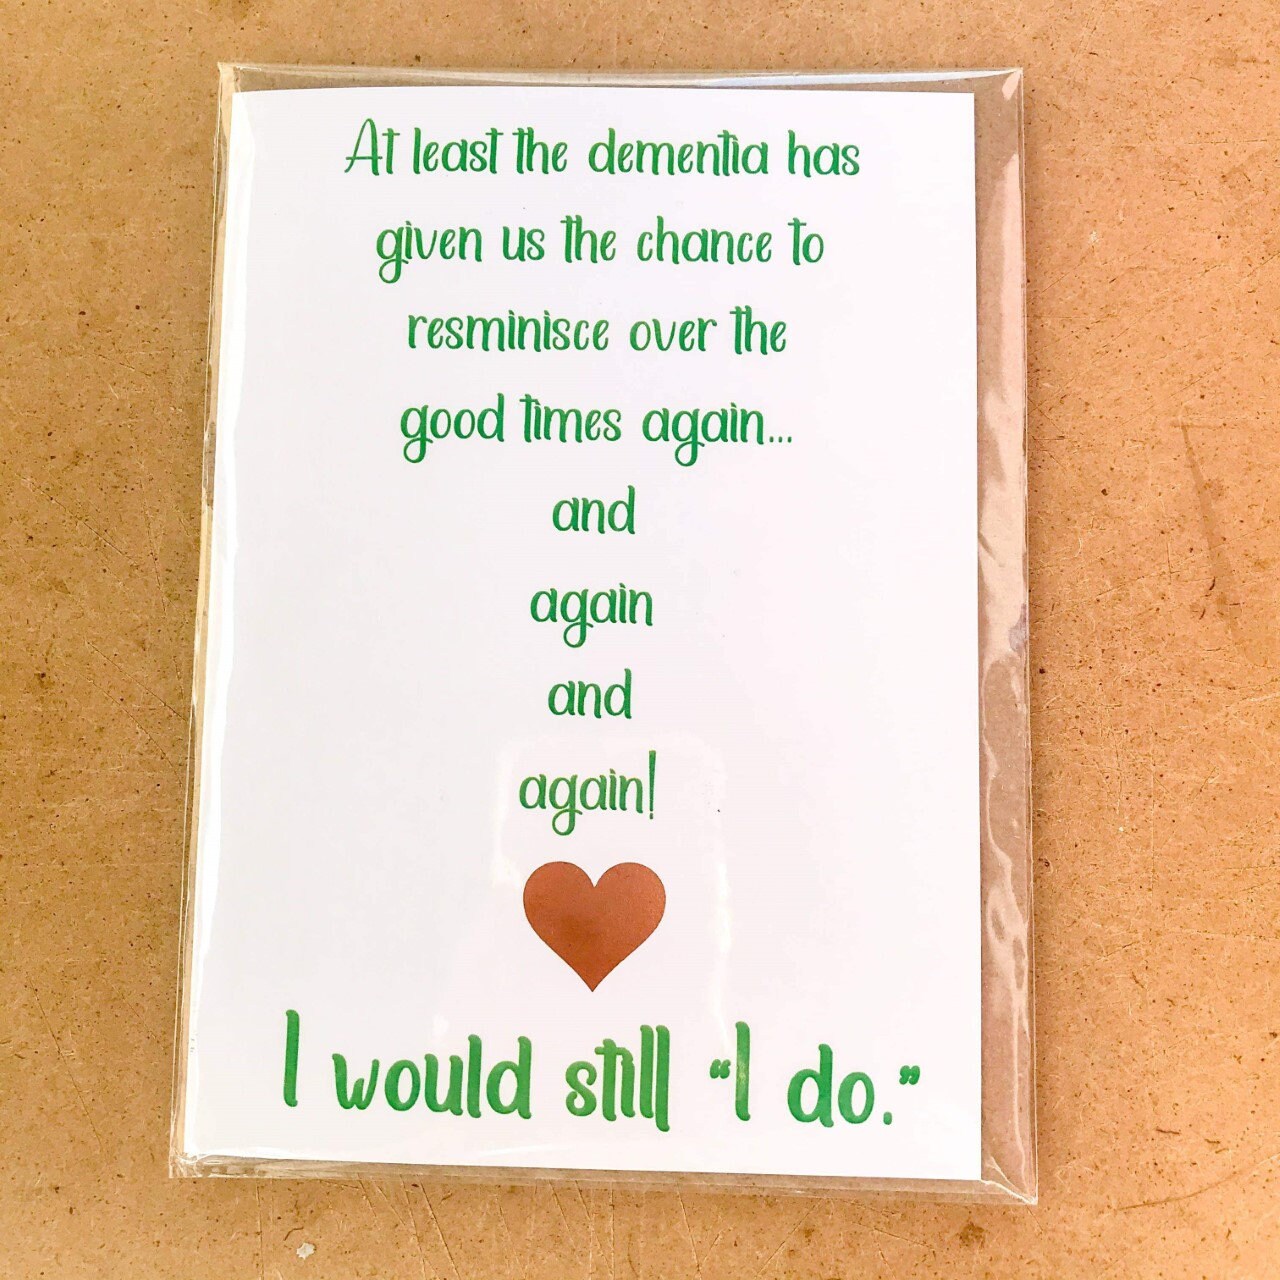 At least the dementia has
given us the chance to
resminisce over the
good times again...
and
again
and
again!
I would still “I do.”